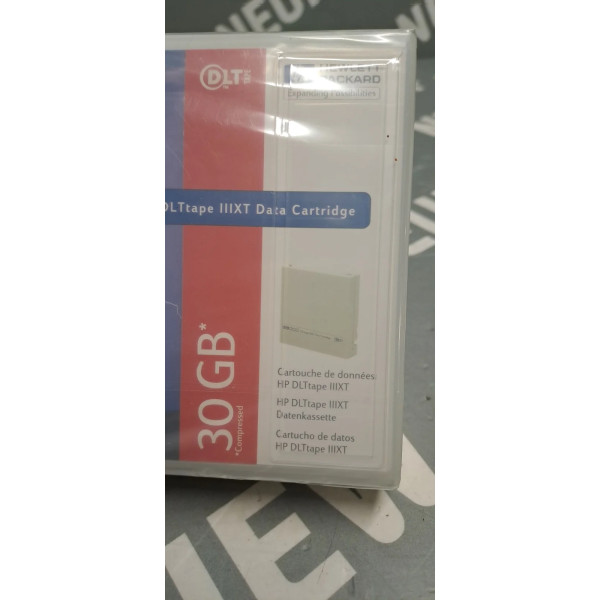 DLT
HEWLETT
PACKARD
Expanding Possibilities
DLTtape IIIXT Data Cartridge
30 GB*
*Compressed
Cartouche de données
HP DLTtape IIIXT
HP DLTtape IIIXT
Datenkassette
Cartucho de datos
HP DLTtape IIIXT